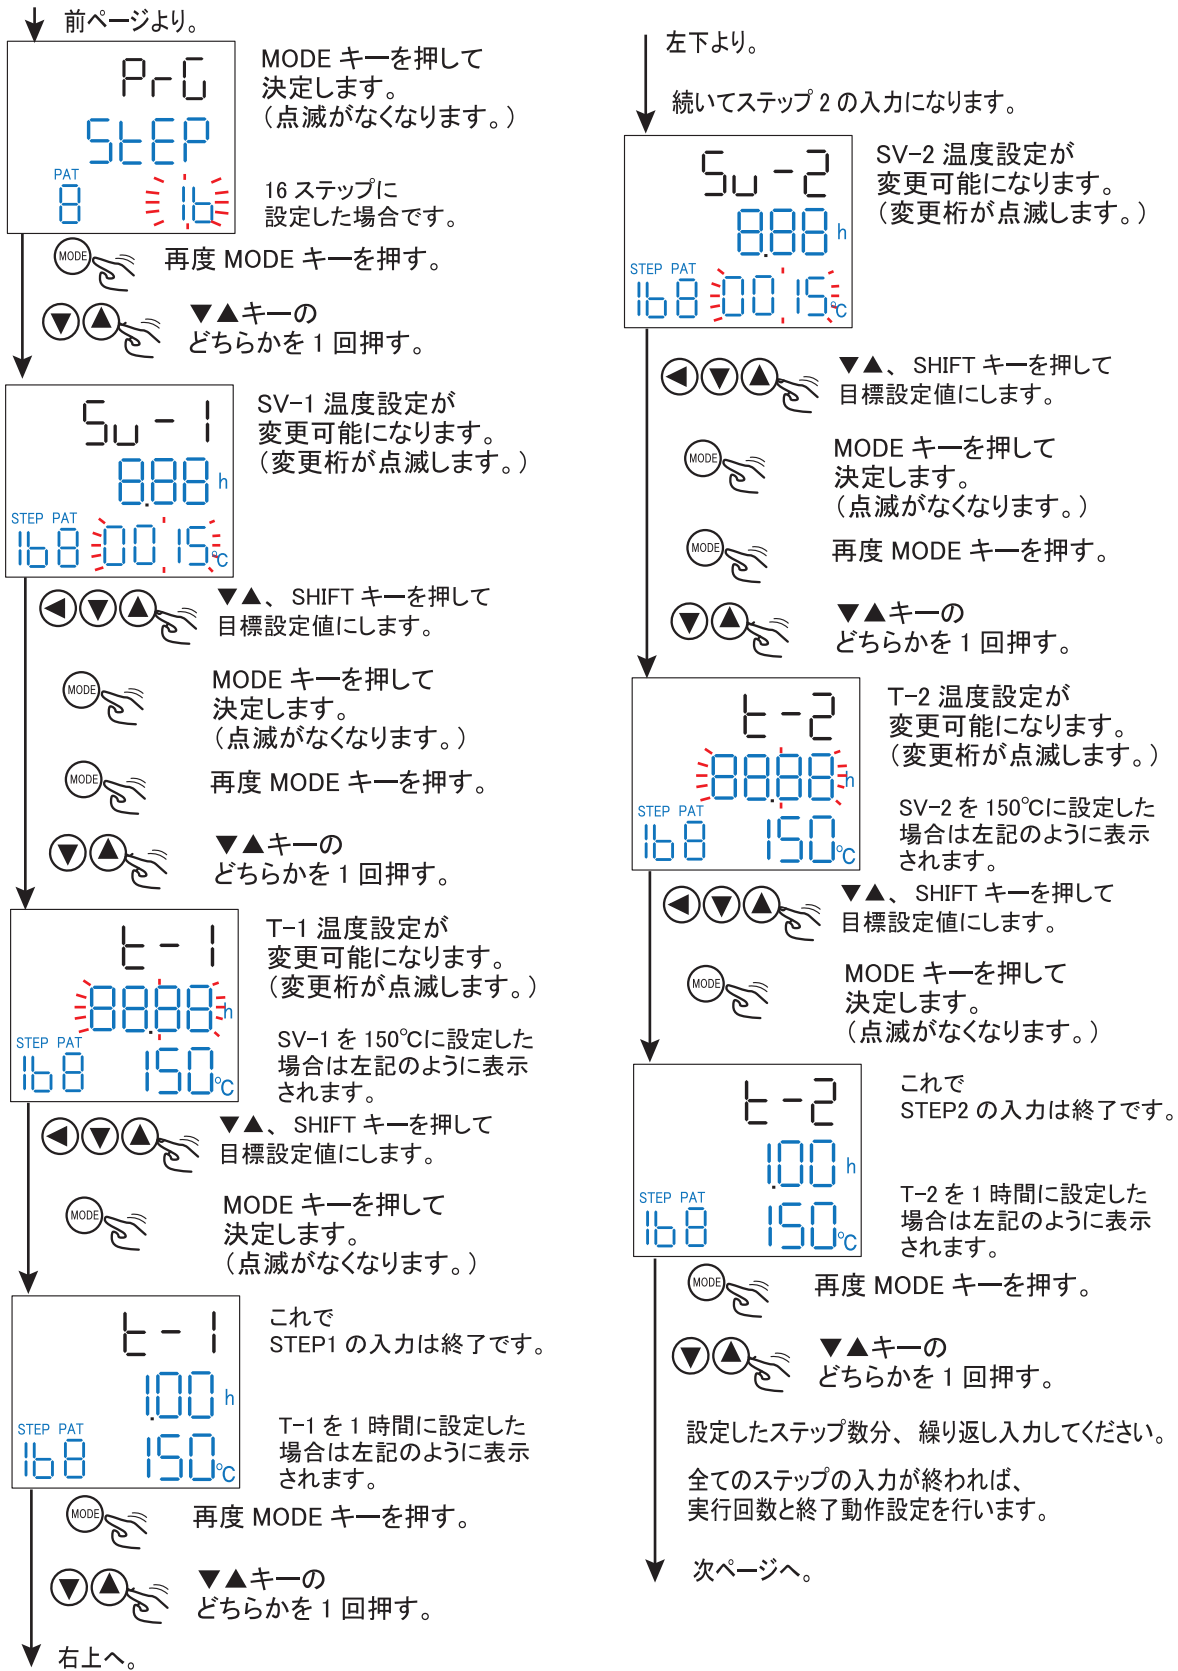 前ページより。
PrG
StEP
PAT
8 16
MODE キーを押して
決定します。
(点滅がなくなります。)
16 ステップに
設定した場合です。
MODE
再度 MODE キーを押す。
▼▲
▼▲キーの
どちらかを 1 回押す。
Sv-1
8.88 h
STEP PAT
16 8 0015 ℃
SV-1 温度設定が
変更可能になります。
(変更桁が点滅します。)
◀▼▲
▼▲、 SHIFT キーを押して
目標設定値にします。
MODE
MODE キーを押して
決定します。
(点滅がなくなります。)
MODE
再度 MODE キーを押す。
▼▲
▼▲キーの
どちらかを 1 回押す。
t-1
88.88 h
STEP PAT
16 8 150 ℃
T-1 温度設定が
変更可能になります。
(変更桁が点滅します。)
SV-1 を 150℃に設定した
場合は左記のように表示
されます。
◀▼▲
▼▲、 SHIFT キーを押して
目標設定値にします。
MODE
MODE キーを押して
決定します。
(点滅がなくなります。)
t-1
1.00 h
STEP PAT
16 8 150 ℃
これで
STEP1 の入力は終了です。
T-1 を 1 時間に設定した
場合は左記のように表示
されます。
MODE
再度 MODE キーを押す。
▼▲
▼▲キーの
どちらかを 1 回押す。
右上へ。
左下より。
続いてステップ 2 の入力になります。
Sv-2
8.88 h
STEP PAT
16 8 0015 ℃
SV-2 温度設定が
変更可能になります。
(変更桁が点滅します。)
◀▼▲
▼▲、 SHIFT キーを押して
目標設定値にします。
MODE
MODE キーを押して
決定します。
(点滅がなくなります。)
MODE
再度 MODE キーを押す。
▼▲
▼▲キーの
どちらかを 1 回押す。
t-2
88.88 h
STEP PAT
16 8 150 ℃
T-2 温度設定が
変更可能になります。
(変更桁が点滅します。)
SV-2 を 150℃に設定した
場合は左記のように表示
されます。
◀▼▲
▼▲、 SHIFT キーを押して
目標設定値にします。
MODE
MODE キーを押して
決定します。
(点滅がなくなります。)
t-2
1.00 h
STEP PAT
16 8 150 ℃
これで
STEP2 の入力は終了です。
T-2 を 1 時間に設定した
場合は左記のように表示
されます。
MODE
再度 MODE キーを押す。
▼▲
▼▲キーの
どちらかを 1 回押す。
設定したステップ数分、 繰り返し入力してください。
全てのステップの入力が終われば、
実行回数と終了動作設定を行います。
次ページへ。